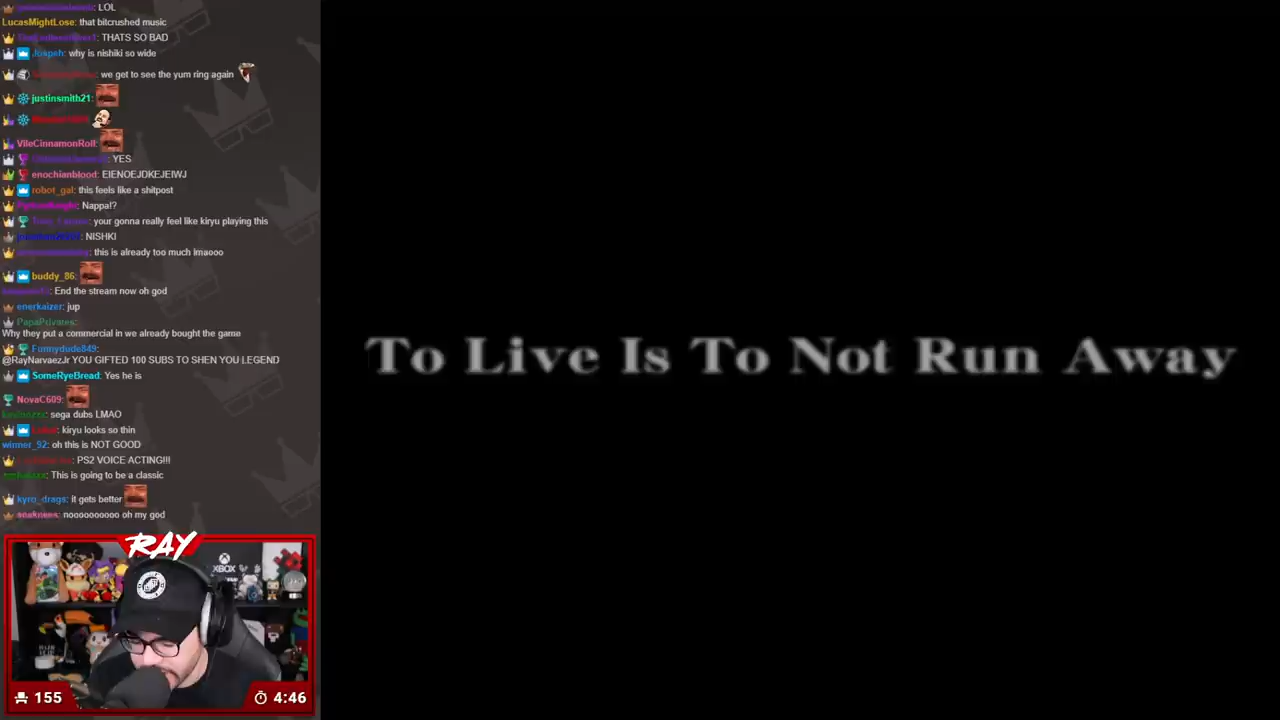 LOL
LucasMightLose: that bitcrushed music
THATS SO BAD
Jospeh: why is nishiki so wide
we get to see the yum ring again
justinsmith21:
VileCinnamonRoll:
YES
enochianblood: EIENOEJDKEJEIWJ
robot_gal: this feels like a shitpost
Nappa!?
your gonna really feel like kiryu playing this
NISHKI
this is already too much lmaooo
buddy_86:
End the stream now oh god
enerkaizer: jup
PapaPrivates:
Why they put a commercial in we already bought the game
Funnydude849:
@RayNarvaezJr YOU GIFTED 100 SUBS TO SHEN YOU LEGEND
SomeRyeBread: Yes he is
NovaC609:
sega dubs LMAO
kiryu looks so thin
winner_92: oh this is NOT GOOD
PS2 VOICE ACTING!!!
This is going to be a classic
kyro_drags: it gets better
noooooooooo oh my god
To Live Is To Not Run Away
RAY
XBOX
155
4:46